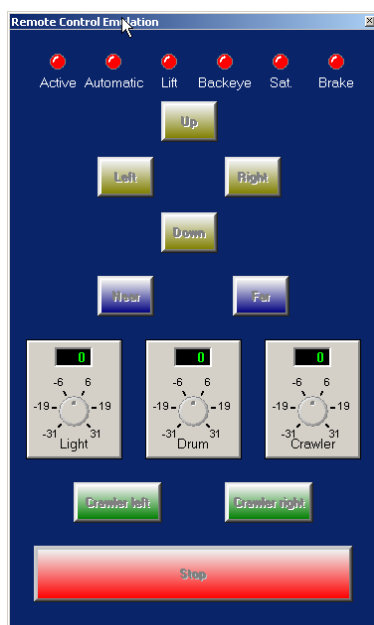 Remote Control Emulation
Active Automatic Lift Backeye Sat. Brake
Up
Left Right
Down
Near Far
0 0 0
-6 6 -6 6 -6 6
-19 19 -19 19 -19 19
-31 31 -31 31 -31 31
Light Drum Crawler
Crawler left Crawler right
Stop